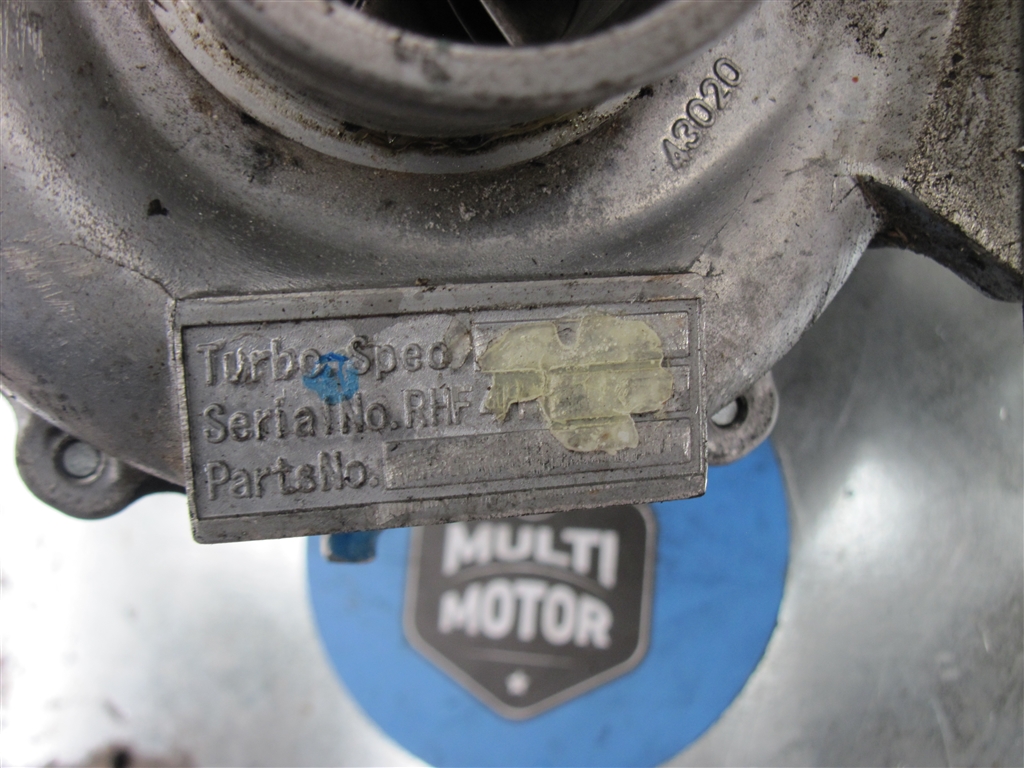 43020
Turbo.Spec.
Serial No. RHF
Parts No.
MULTI
MOTOR